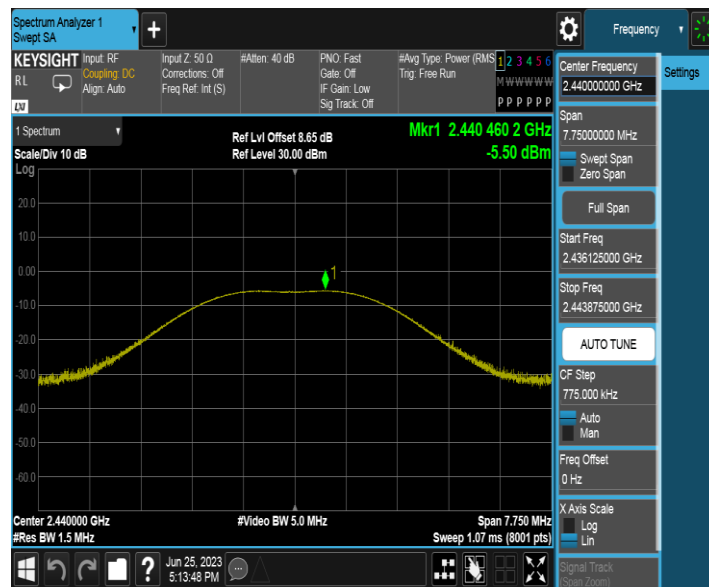 Spectrum Analyzer 1
Swept SA
+
Frequency
KEYSIGHT
RL
LXI
Input: RF
Coupling: DC
Align: Auto
Input Z: 50 Ω
Corrections: Off
Freq Ref: Int (S)
#Atten: 40 dB
PNO: Fast
Gate: Off
IF Gain: Low
Sig Track: Off
#Avg Type: Power (RMS
Trig: Free Run
1 2 3 4 5 6
M W W W W W
P P P P P P
1 Spectrum
Scale/Div 10 dB
Log
Ref Lvl Offset 8.65 dB
Ref Level 30.00 dBm
Mkr1 2.440 460 2 GHz
-5.50 dBm
20.0
10.0
0.00
-10.0
-20.0
-30.0
-40.0
-50.0
-60.0
1
Center 2.440000 GHz
#Res BW 1.5 MHz
#Video BW 5.0 MHz
Span 7.750 MHz
Sweep 1.07 ms (8001 pts)
Jun 25, 2023
5:13:48 PM
Center Frequency
2.440000000 GHz
Settings
Span
7.75000000 MHz
Swept Span
Zero Span
Full Span
Start Freq
2.436125000 GHz
Stop Freq
2.443875000 GHz
AUTO TUNE
CF Step
775.000 kHz
Auto
Man
Freq Offset
0 Hz
X Axis Scale
Log
Lin
Signal Track
(Span Zoom)